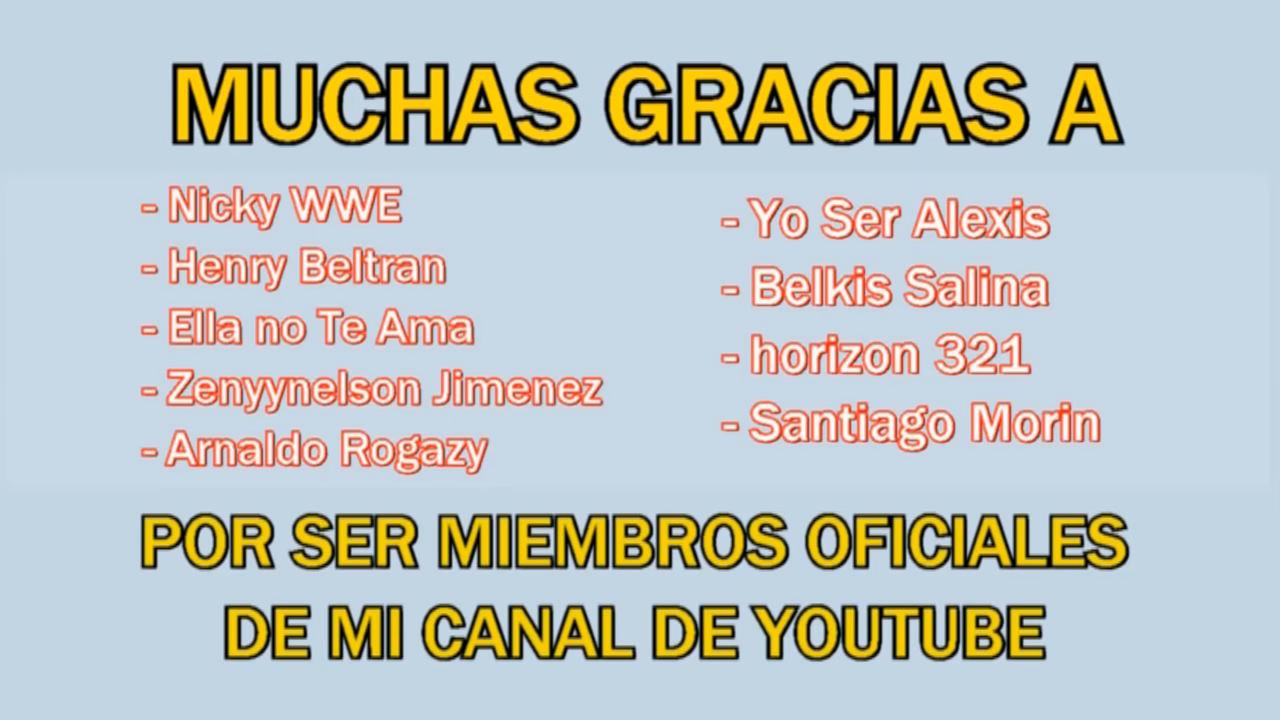 MUCHAS GRACIAS A
- Nicky WWE
- Henry Beltran
- Ella no Te Ama
- Zenyynelson Jimenez
- Arnaldo Rogazy
- Yo Ser Alexis
- Belkis Salina
- horizon 321
- Santiago Morin
POR SER MIEMBROS OFICIALES
DE MI CANAL DE YOUTUBE